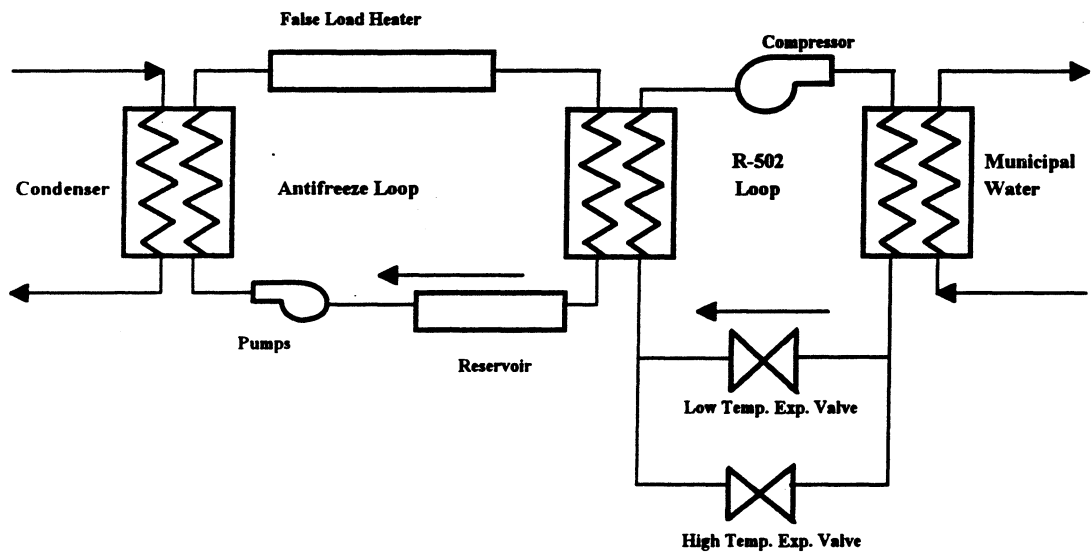 False Load Heater
Compressor
Condenser
Antifreeze Loop
R-502
Loop
Municipal
Water
Pumps
Reservoir
Low Temp. Exp. Valve
High Temp. Exp. Valve